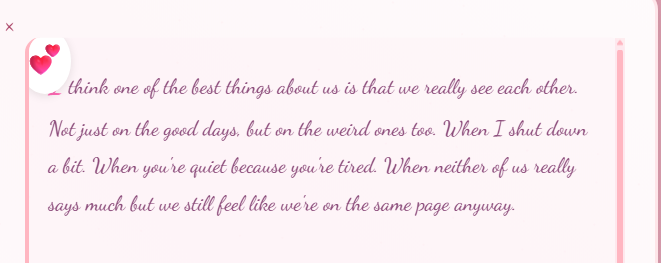 I think one of the best things about us is that we really see each other.
Not just on the good days, but on the weird ones too. When I shut down
a bit. When you're quiet because you're tired. When neither of us really
says much but we still feel like we're on the same page anyway.